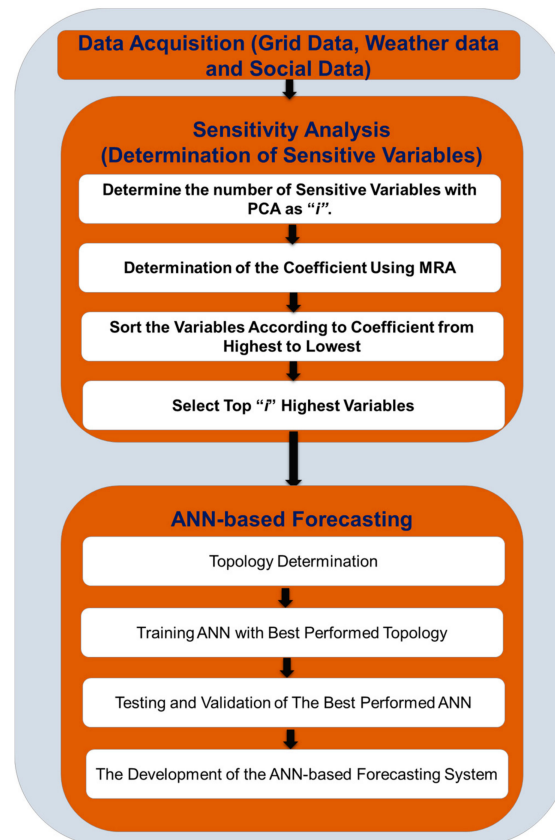 Data Acquisition (Grid Data, Weather data
and Social Data)
Sensitivity Analysis
(Determination of Sensitive Variables)
Determine the number of Sensitive Variables with
PCA as “i”.
Determination of the Coefficient Using MRA
Sort the Variables According to Coefficient from
Highest to Lowest
Select Top “i” Highest Variables
ANN-based Forecasting
Topology Determination
Training ANN with Best Performed Topology
Testing and Validation of The Best Performed ANN
The Development of the ANN-based Forecasting System